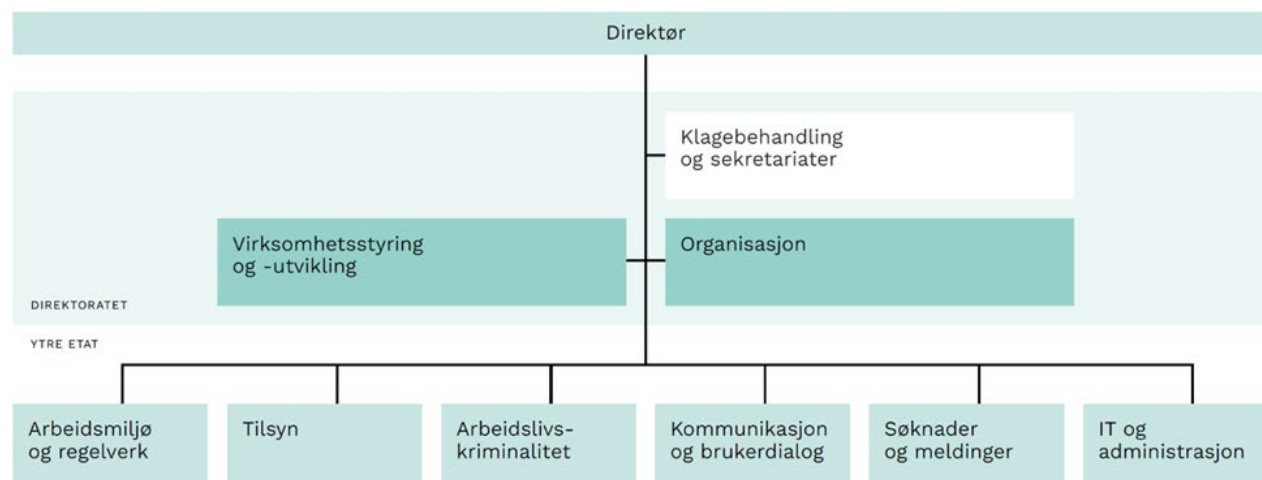 Direktør
Klagebehandling
og sekretariater
Virksomhetsstyring
og -utvikling
Organisasjon
DIREKTORATET
YTRE ETAT
Arbeidsmiljø
og regelverk
Tilsyn
Arbeidslivs-
kriminalitet
Kommunikasjon
og brukerdialog
Søknader
og meldinger
IT og
administrasjon